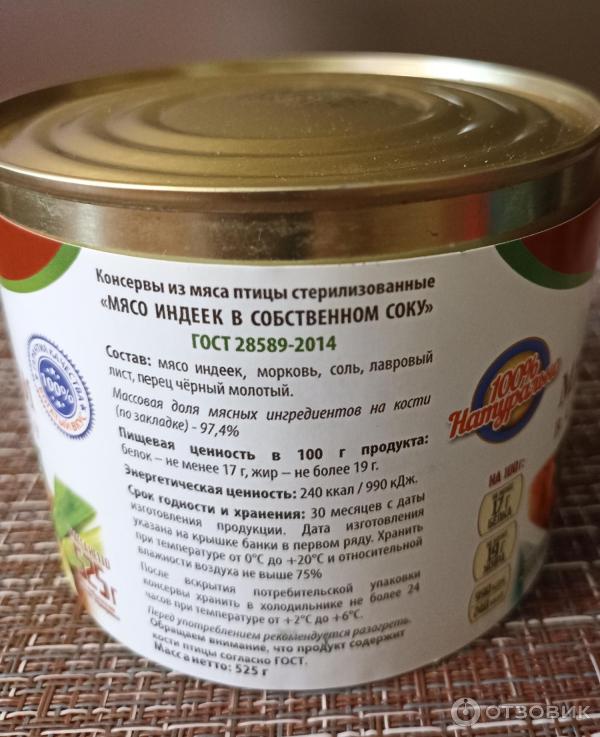 Консервы из мяса птицы стерилизованные
«МЯСО ИНДЕЕК В СОБСТВЕННОМ СОКУ»
ГОСТ 28589-2014
Состав: мясо индеек, морковь, соль, лавровый
лист, перец чёрный молотый.
Массовая доля мясных ингредиентов на кости
(по закладке) - 97,4%
Пищевая ценность в 100 г продукта:
белок – не менее 17 г, жир – не более 19 г.
Энергетическая ценность: 240 ккал / 990 кДж.
Срок годности и хранения: 30 месяцев с даты
изготовления продукции. Дата изготовления
указана на крышке банки в первом ряду. Хранить
при температуре от 0°С до +20°С и относительной
влажности воздуха не выше 75%
После вскрытия потребительской упаковки
консервы хранить в холодильнике не более 24
часов при температуре от +2°С до +6°С.
Перед употреблением рекомендуется разогреть.
Обращаем внимание, что продукт содержит
кости птицы согласно ГОСТ.
Масса нетто: 525 г
100%
100%
Натурально
НА 100Г:
17 Г
БЕЛКА
525г
ОТЗОВИК